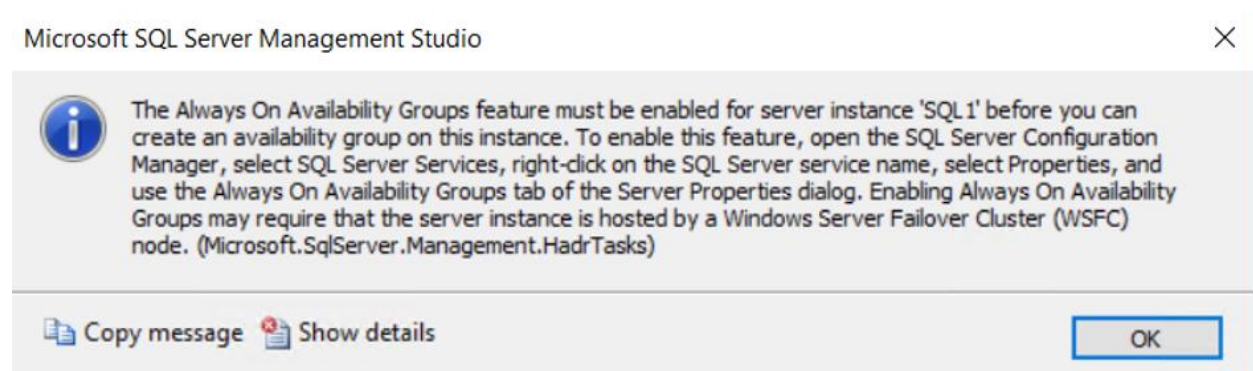 Microsoft SQL Server Management Studio
The Always On Availability Groups feature must be enabled for server instance 'SQL1' before you can
create an availability group on this instance. To enable this feature, open the SQL Server Configuration
Manager, select SQL Server Services, right-click on the SQL Server service name, select Properties, and
use the Always On Availability Groups tab of the Server Properties dialog. Enabling Always On Availability
Groups may require that the server instance is hosted by a Windows Server Failover Cluster (WSFC)
node. (Microsoft.SqlServer.Management.HadrTasks)
Copy message Show details OK